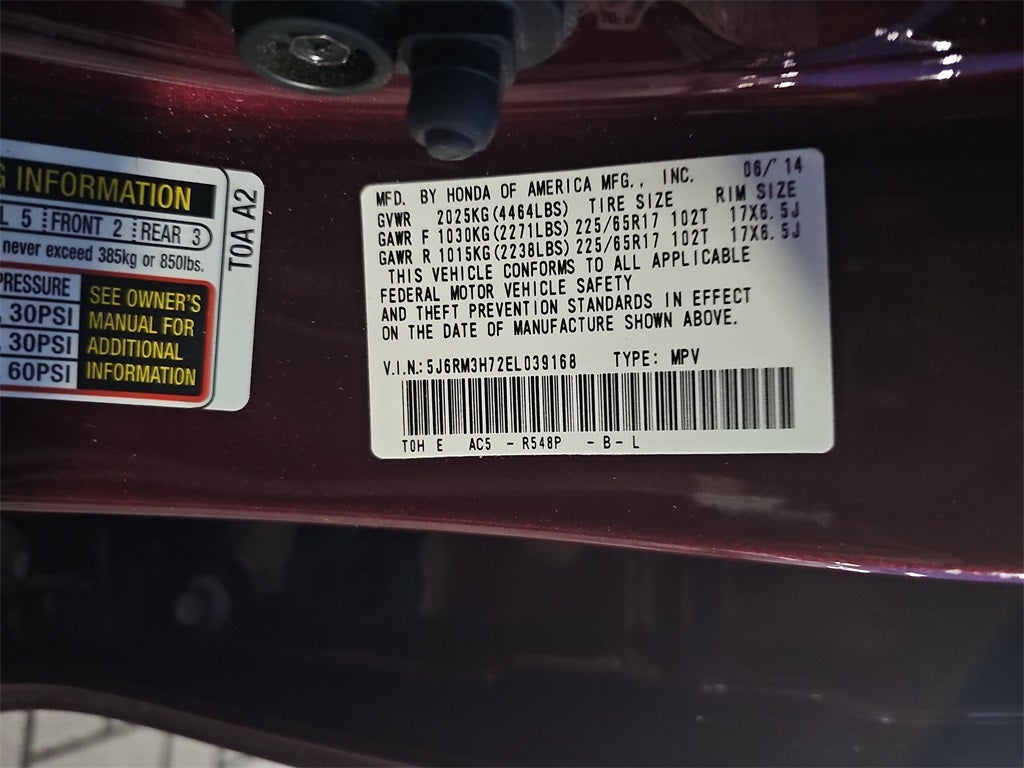 G INFORMATION
L 5 FRONT 2 REAR 3
never exceed 385kg or 850lbs.
PRESSURE
30PSI
30PSI
60PSI
SEE OWNER'S
MANUAL FOR
ADDITIONAL
INFORMATION
T0A A2
MFD. BY HONDA OF AMERICA MFG., INC. 06/'14
GVWR 2025KG(4464LBS) TIRE SIZE RIM SIZE
GAWR F 1030KG(2271LBS) 225/65R17 102T 17X6.5J
GAWR R 1015KG(2238LBS) 225/65R17 102T 17X6.5J
THIS VEHICLE CONFORMS TO ALL APPLICABLE
FEDERAL MOTOR VEHICLE SAFETY
AND THEFT PREVENTION STANDARDS IN EFFECT
ON THE DATE OF MANUFACTURE SHOWN ABOVE.
V.I.N.: 5J6RM3H72EL039168 TYPE: MPV
T0H E AC5 - R548P - B - L